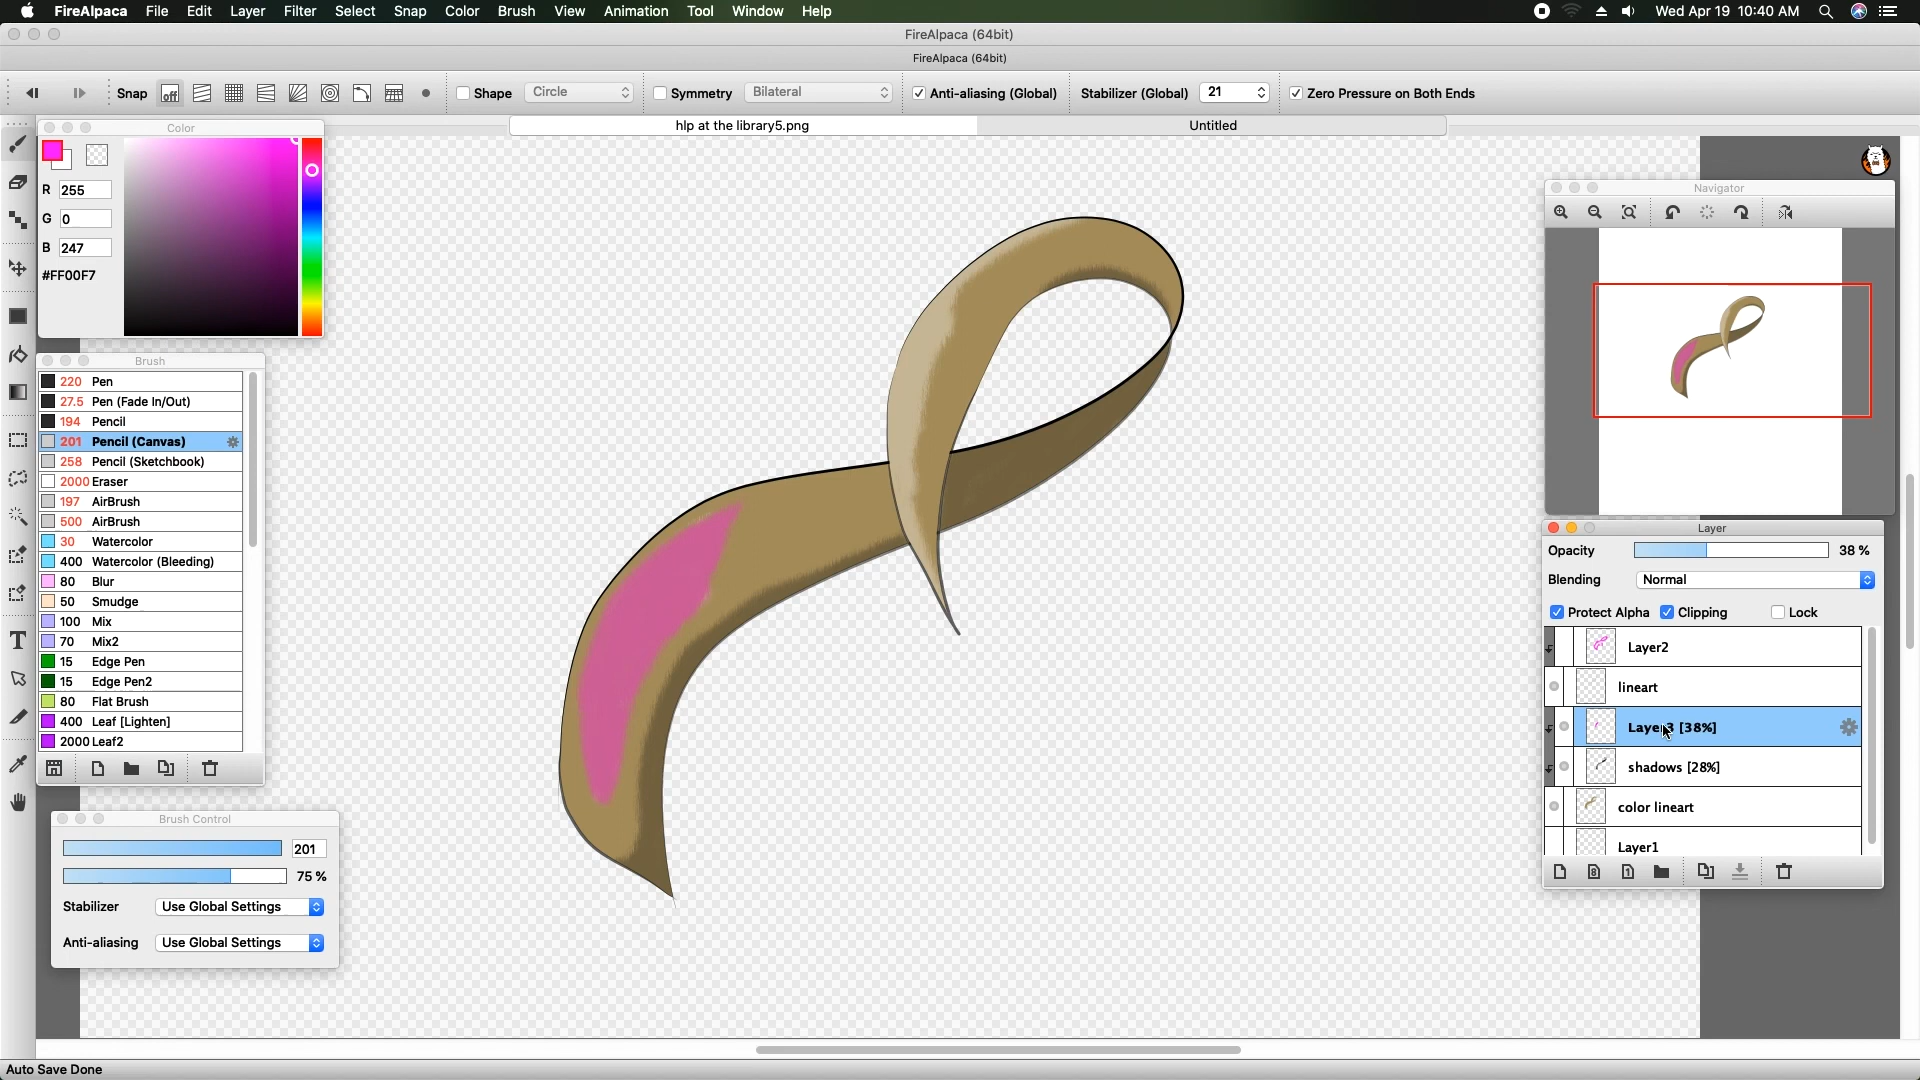 FireAlpaca File Edit Layer Filter Select Snap Color Brush View Animation Tool Window Help Wed Apr 19 10:40 AM
FireAlpaca (64bit)
FireAlpaca (64bit)
Snap off Shape Circle Symmetry Bilateral Anti-aliasing (Global) Stabilizer (Global) 21 Zero Pressure on Both Ends
hlp at the library5.png Untitled
Color
R 255
G 0
B 247
#FF00F7
Brush
220 Pen
27.5 Pen (Fade In/Out)
194 Pencil
201 Pencil (Canvas)
258 Pencil (Sketchbook)
2000 Eraser
197 AirBrush
500 AirBrush
30 Watercolor
400 Watercolor (Bleeding)
80 Blur
50 Smudge
100 Mix
70 Mix2
15 Edge Pen
15 Edge Pen2
80 Flat Brush
400 Leaf [Lighten]
2000 Leaf2
Brush Control
201
75 %
Stabilizer Use Global Settings
Anti-aliasing Use Global Settings
Navigator
Layer
Opacity 38 %
Blending Normal
Protect Alpha Clipping Lock
Layer2
lineart
Layer3 [38%]
shadows [28%]
color lineart
Layer1
8 1
T
Auto Save Done